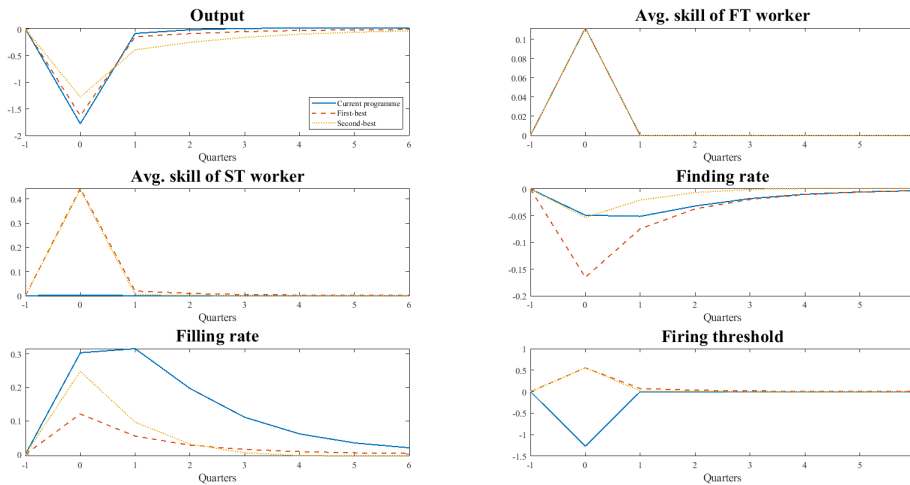 Output
0
-0.5
-1
-1.5
-2
-1 0 1 2 3 4 5 6
Quarters
Current programme
First-best
Second-best
Avg. skill of FT worker
0.1
0.08
0.06
0.04
0.02
0
-1 0 1 2 3 4 5
Quarters
Avg. skill of ST worker
0.4
0.3
0.2
0.1
0
-1 0 1 2 3 4 5 6
Quarters
Finding rate
0
-0.05
-0.1
-0.15
-0.2
-1 0 1 2 3 4 5
Quarters
Filling rate
0.3
0.2
0.1
0
-1 0 1 2 3 4 5 6
Quarters
Firing threshold
1
0.5
0
-0.5
-1
-1.5
-1 0 1 2 3 4 5
Quarters